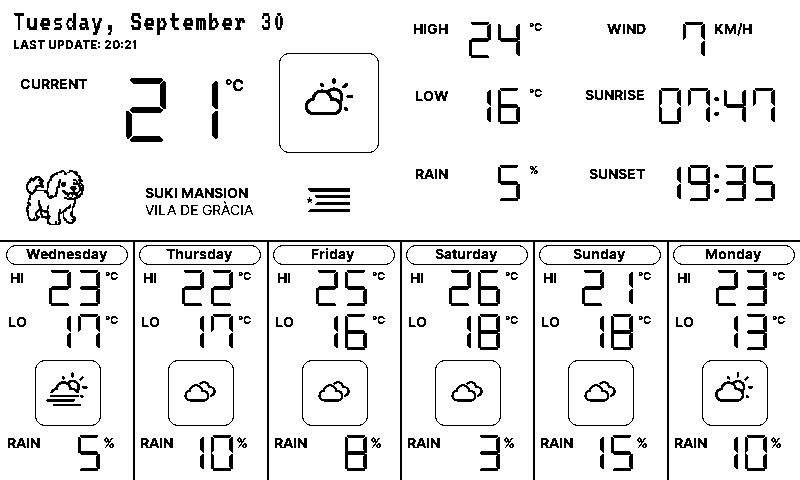 Tuesday, September 30
LAST UPDATE: 20:21
CURRENT 21 °C
HIGH 24 °C
LOW 16 °C
RAIN 5 %
WIND 7 KM/H
SUNRISE 07:47
SUNSET 19:35
SUKI MANSION
VILA DE GRÀCIA
Wednesday
HI 23 °C
LO 17 °C
RAIN 5 %
Thursday
HI 22 °C
LO 17 °C
RAIN 10 %
Friday
HI 25 °C
LO 16 °C
RAIN 8 %
Saturday
HI 26 °C
LO 18 °C
RAIN 3 %
Sunday
HI 21 °C
LO 18 °C
RAIN 15 %
Monday
HI 23 °C
LO 13 °C
RAIN 10 %